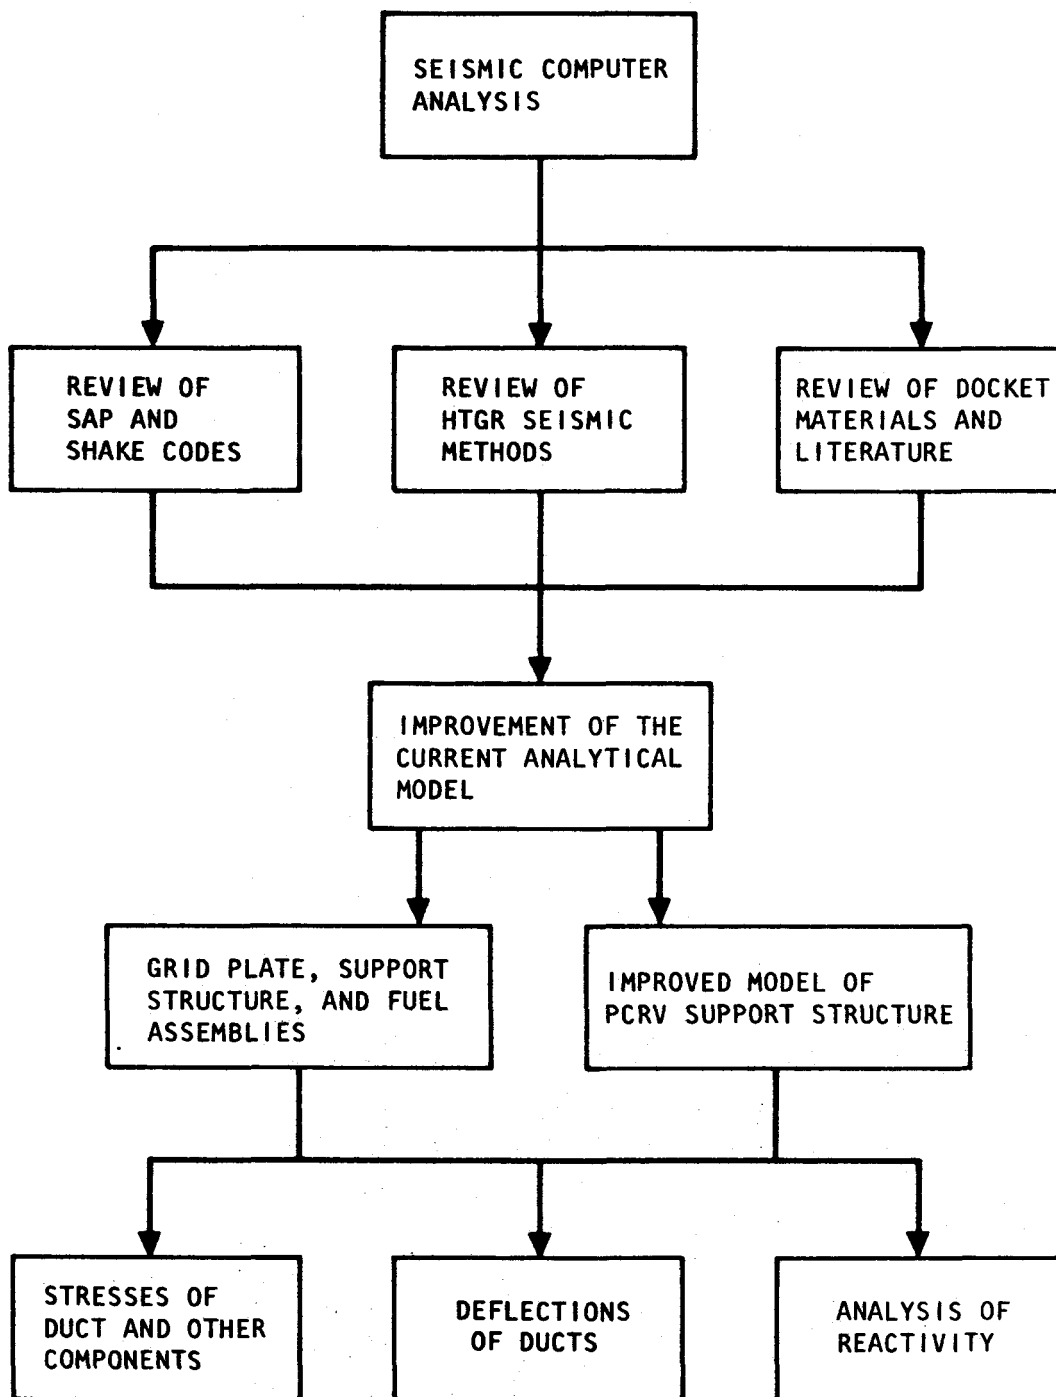 SEISMIC COMPUTER
ANALYSIS
REVIEW OF
SAP AND
SHAKE CODES
REVIEW OF
HTGR SEISMIC
METHODS
REVIEW OF DOCKET
MATERIALS AND
LITERATURE
IMPROVEMENT OF THE
CURRENT ANALYTICAL
MODEL
GRID PLATE, SUPPORT
STRUCTURE, AND FUEL
ASSEMBLIES
IMPROVED MODEL OF
PCRV SUPPORT STRUCTURE
STRESSES OF
DUCT AND OTHER
COMPONENTS
DEFLECTIONS
OF DUCTS
ANALYSIS OF
REACTIVITY